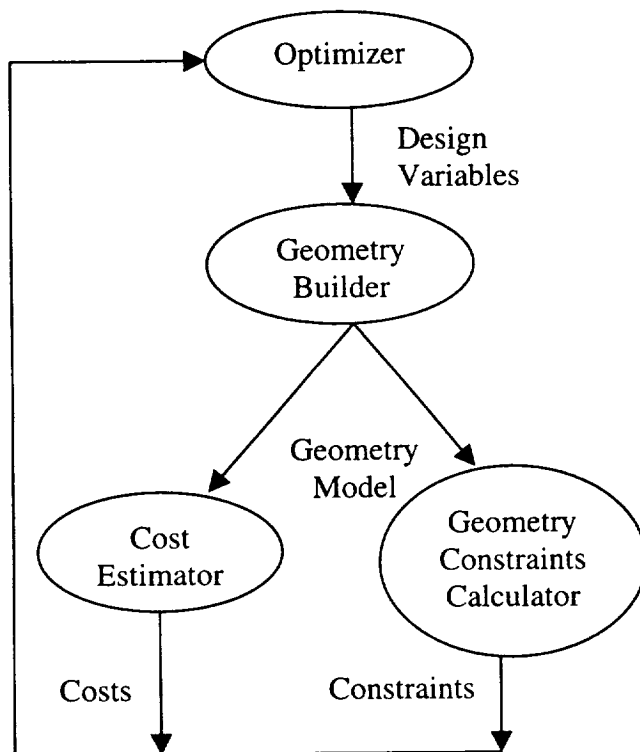 Optimizer
Design
Variables
Geometry
Builder
Geometry
Model
Cost
Estimator
Geometry
Constraints
Calculator
Costs
Constraints